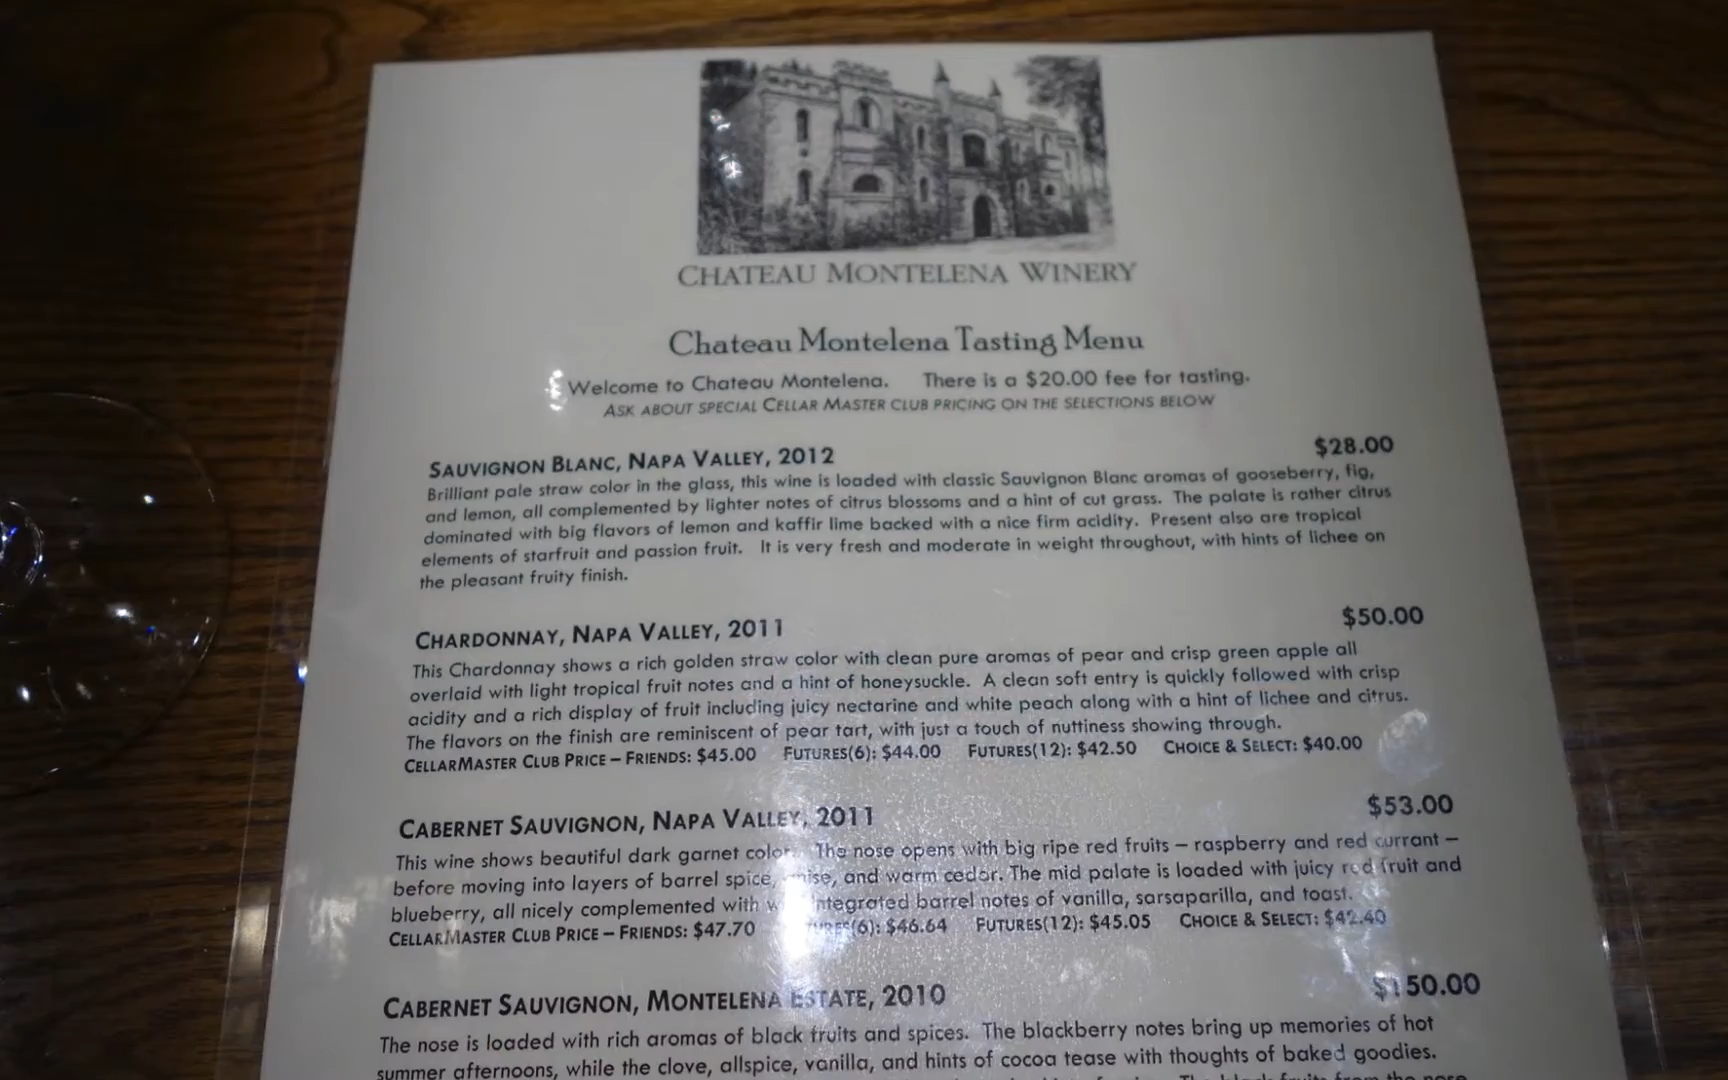 CHATEAU MONTELENA WINERY
Chateau Montelena Tasting Menu
Welcome to Chateau Montelena. There is a $20.00 fee for tasting.
ASK ABOUT SPECIAL CELLAR MASTER CLUB PRICING ON THE SELECTIONS BELOW
SAUVIGNON BLANC, NAPA VALLEY, 2012 $28.00
Brilliant pale straw color in the glass, this wine is loaded with classic Sauvignon Blanc aromas of gooseberry, fig,
and lemon, all complemented by lighter notes of citrus blossoms and a hint of cut grass. The palate is rather citrus
dominated with big flavors of lemon and kaffir lime backed with a nice firm acidity. Present also are tropical
elements of starfruit and passion fruit. It is very fresh and moderate in weight throughout, with hints of lichee on
the pleasant fruity finish.
CHARDONNAY, NAPA VALLEY, 2011 $50.00
This Chardonnay shows a rich golden straw color with clean pure aromas of pear and crisp green apple all
overlaid with light tropical fruit notes and a hint of honeysuckle. A clean soft entry is quickly followed with crisp
acidity and a rich display of fruit including juicy nectarine and white peach along with a hint of lichee and citrus.
The flavors on the finish are reminiscent of pear tart, with just a touch of nuttiness showing through.
CELLARMASTER CLUB PRICE – FRIENDS: $45.00 FUTURES(6): $44.00 FUTURES(12): $42.50 CHOICE & SELECT: $40.00
CABERNET SAUVIGNON, NAPA VALLEY, 2011 $53.00
This wine shows beautiful dark garnet color. The nose opens with big ripe red fruits – raspberry and red currant –
before moving into layers of barrel spice, and warm cedar. The mid palate is loaded with juicy red fruit and
blueberry, all nicely complemented with integrated barrel notes of vanilla, sarsaparilla, and toast.
CELLARMASTER CLUB PRICE – FRIENDS: $47.70 FUTURES(6): $46.64 FUTURES(12): $45.05 CHOICE & SELECT: $42.40
CABERNET SAUVIGNON, MONTELENA ESTATE, 2010 $150.00
The nose is loaded with rich aromas of black fruits and spices. The blackberry notes bring up memories of hot
summer afternoons, while the clove, allspice, vanilla, and hints of cocoa tease with thoughts of baked goodies.